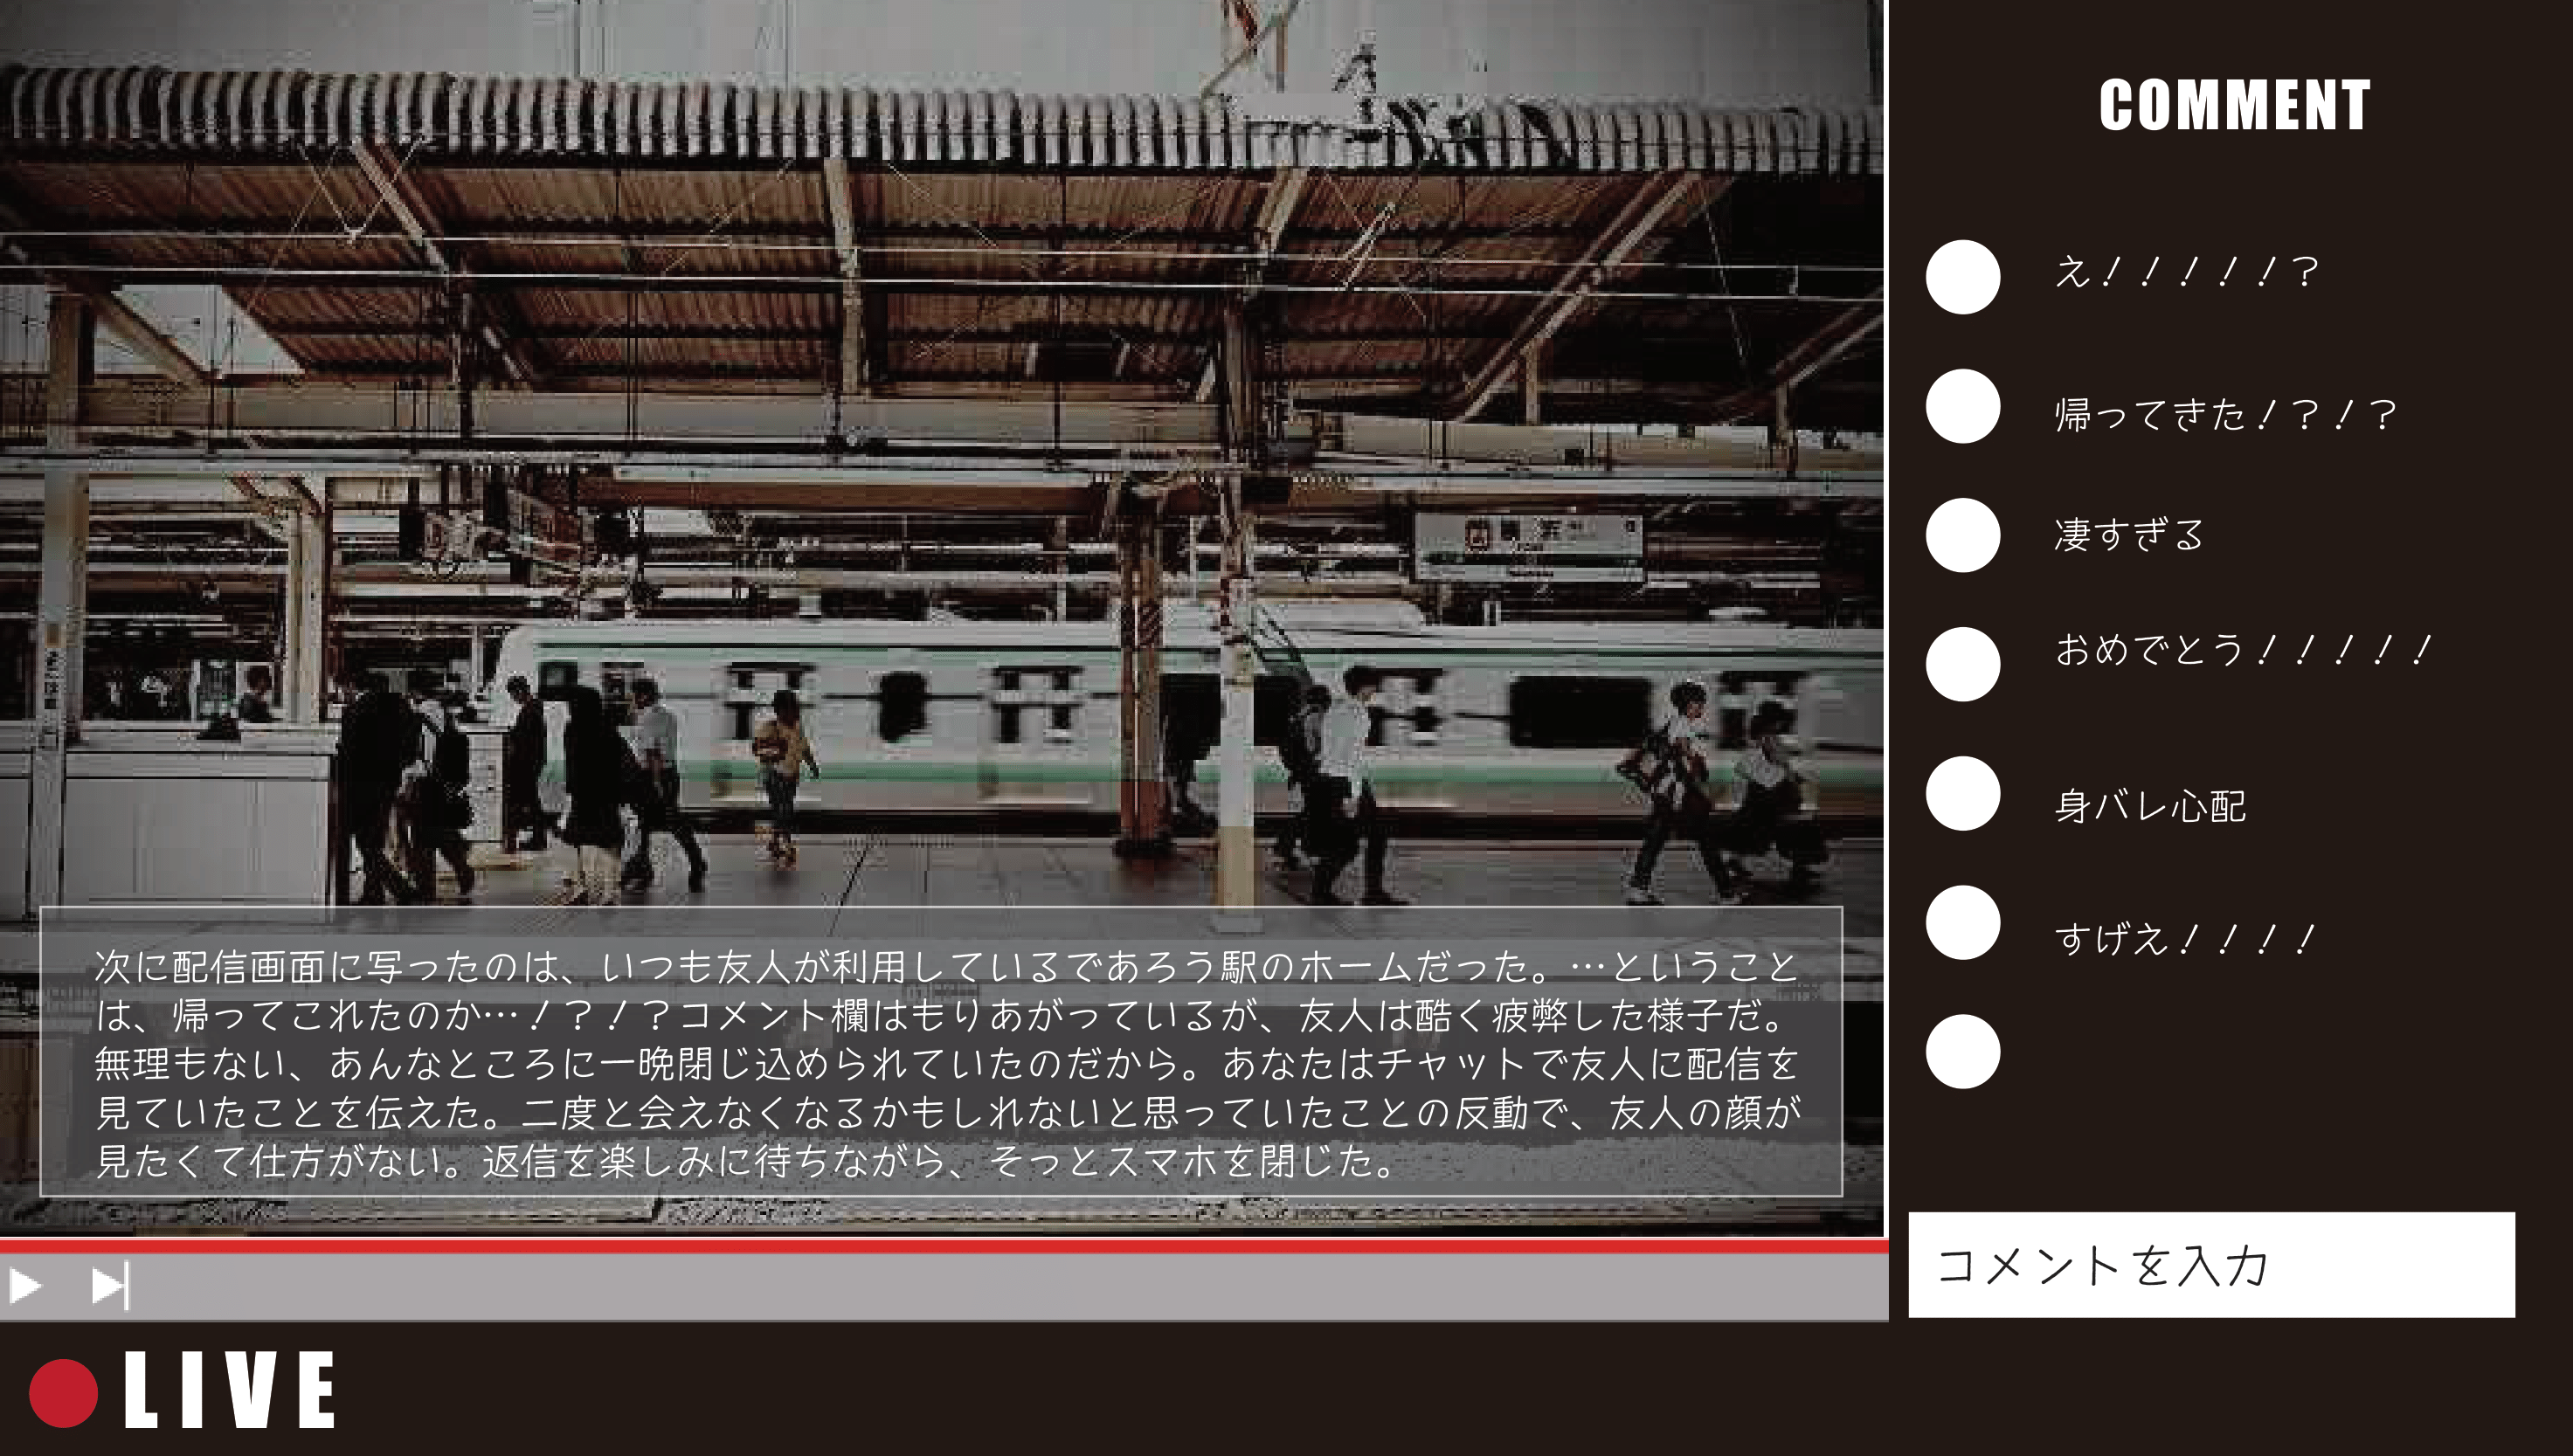 COMMENT
え！！！！！？
帰ってきた！？！？
凄すぎる
おめでとう！！！！！
身バレ心配
すげえ！！！！
次に配信画面に写ったのは、いつも友人が利用しているであろう駅のホームだった。…ということ
は、帰ってこれたのか…！？！？コメント欄はもりあがっているが、友人は酷く疲弊した様子だ。
無理もない、あんなところに一晩閉じ込められていたのだから。あなたはチャットで友人に配信を
見ていたことを伝えた。二度と会えなくなるかもしれないと思っていたことの反動で、友人の顔が
見たくて仕方がない。返信を楽しみに待ちながら、そっとスマホを閉じた。
コメントを入力
LIVE